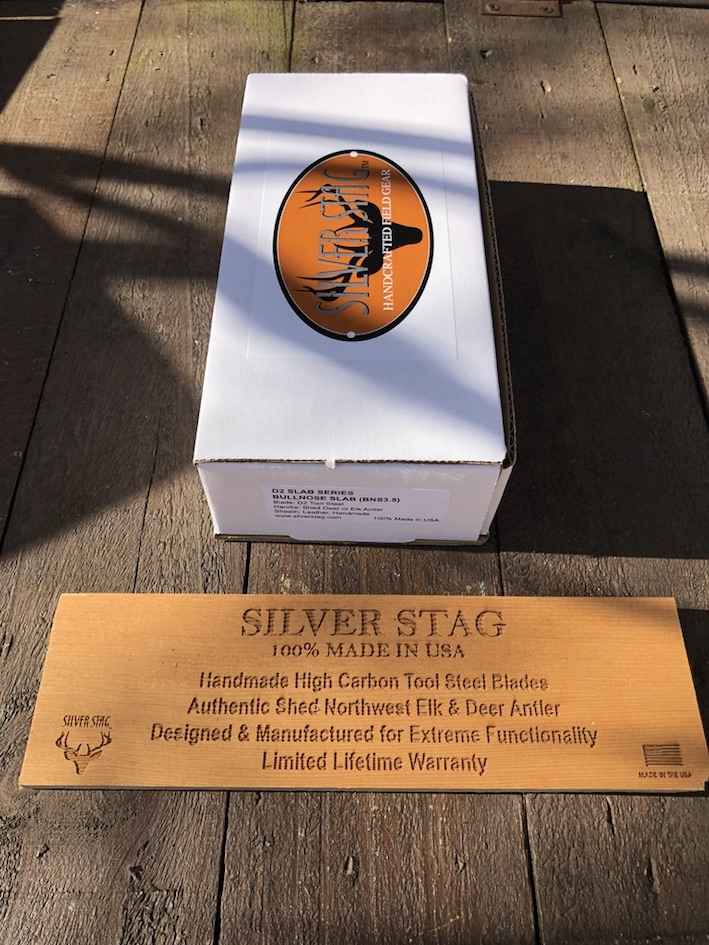 SILVER STAG™
HANDCRAFTED FIELD GEAR
D2 SLAB SERIES
BULLNOSE SLAB (BNS3.5)
Blade: D2 Tool Steel
Handle: Shed Deer or Elk Antler
Sheath: Leather, Handmade
www.silverstag.com 100% Made in USA
SILVER STAG
100% MADE IN USA
Handmade High Carbon Tool Steel Blades
Authentic Shed Northwest Elk & Deer Antler
Designed & Manufactured for Extreme Functionality
Limited Lifetime Warranty
SILVER STAG
MADE IN THE USA